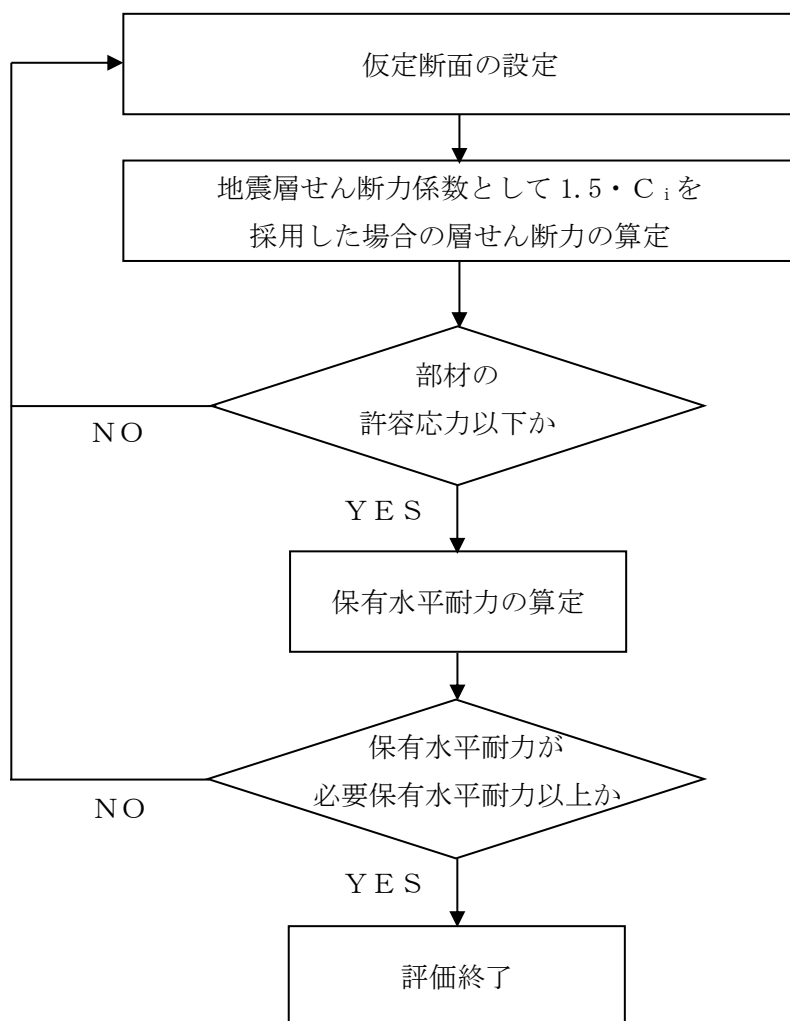 仮定断面の設定
地震層せん断力係数として 1.5・Ｃｉを
採用した場合の層せん断力の算定
部材の
許容応力以下か
ＮＯ
ＹＥＳ
保有水平耐力の算定
保有水平耐力が
必要保有水平耐力以上か
ＮＯ
ＹＥＳ
評価終了